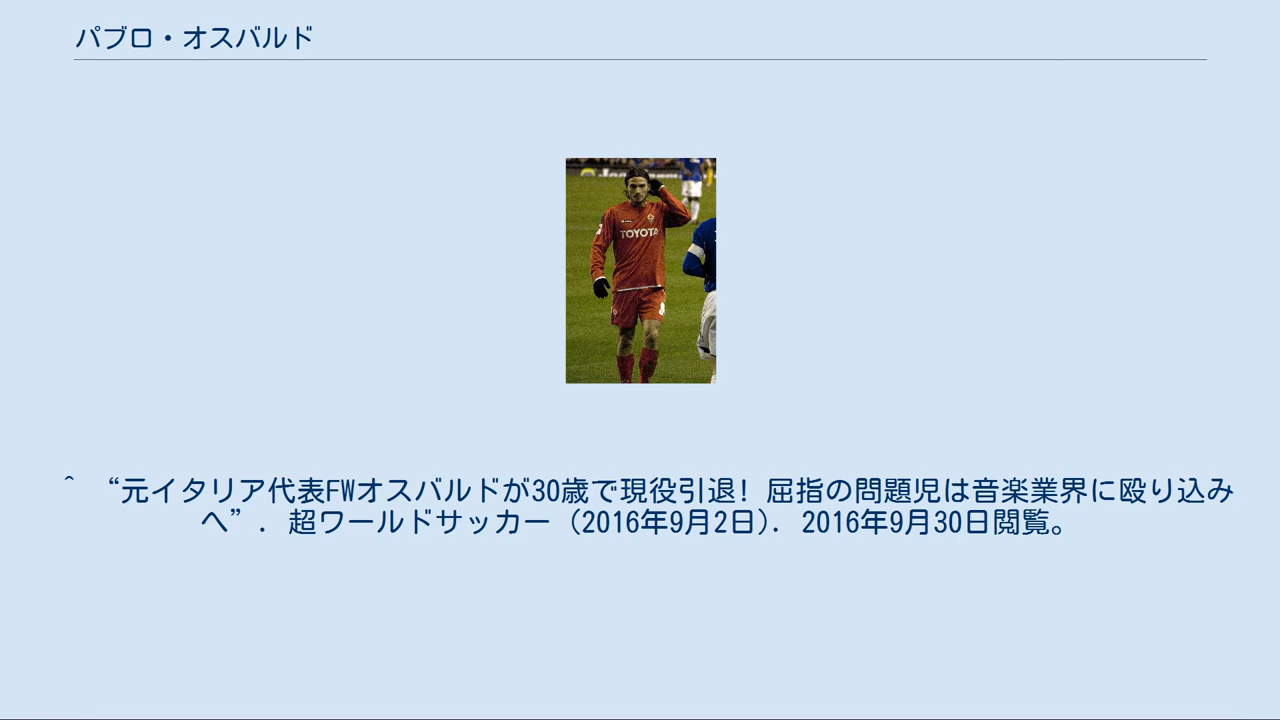 パブロ・オスバルド
TOYOTA
^ “元イタリア代表FWオスバルドが30歳で現役引退! 屈指の問題児は音楽業界に殴り込み
へ”. 超ワールドサッカー (2016年9月2日). 2016年9月30日閲覧。